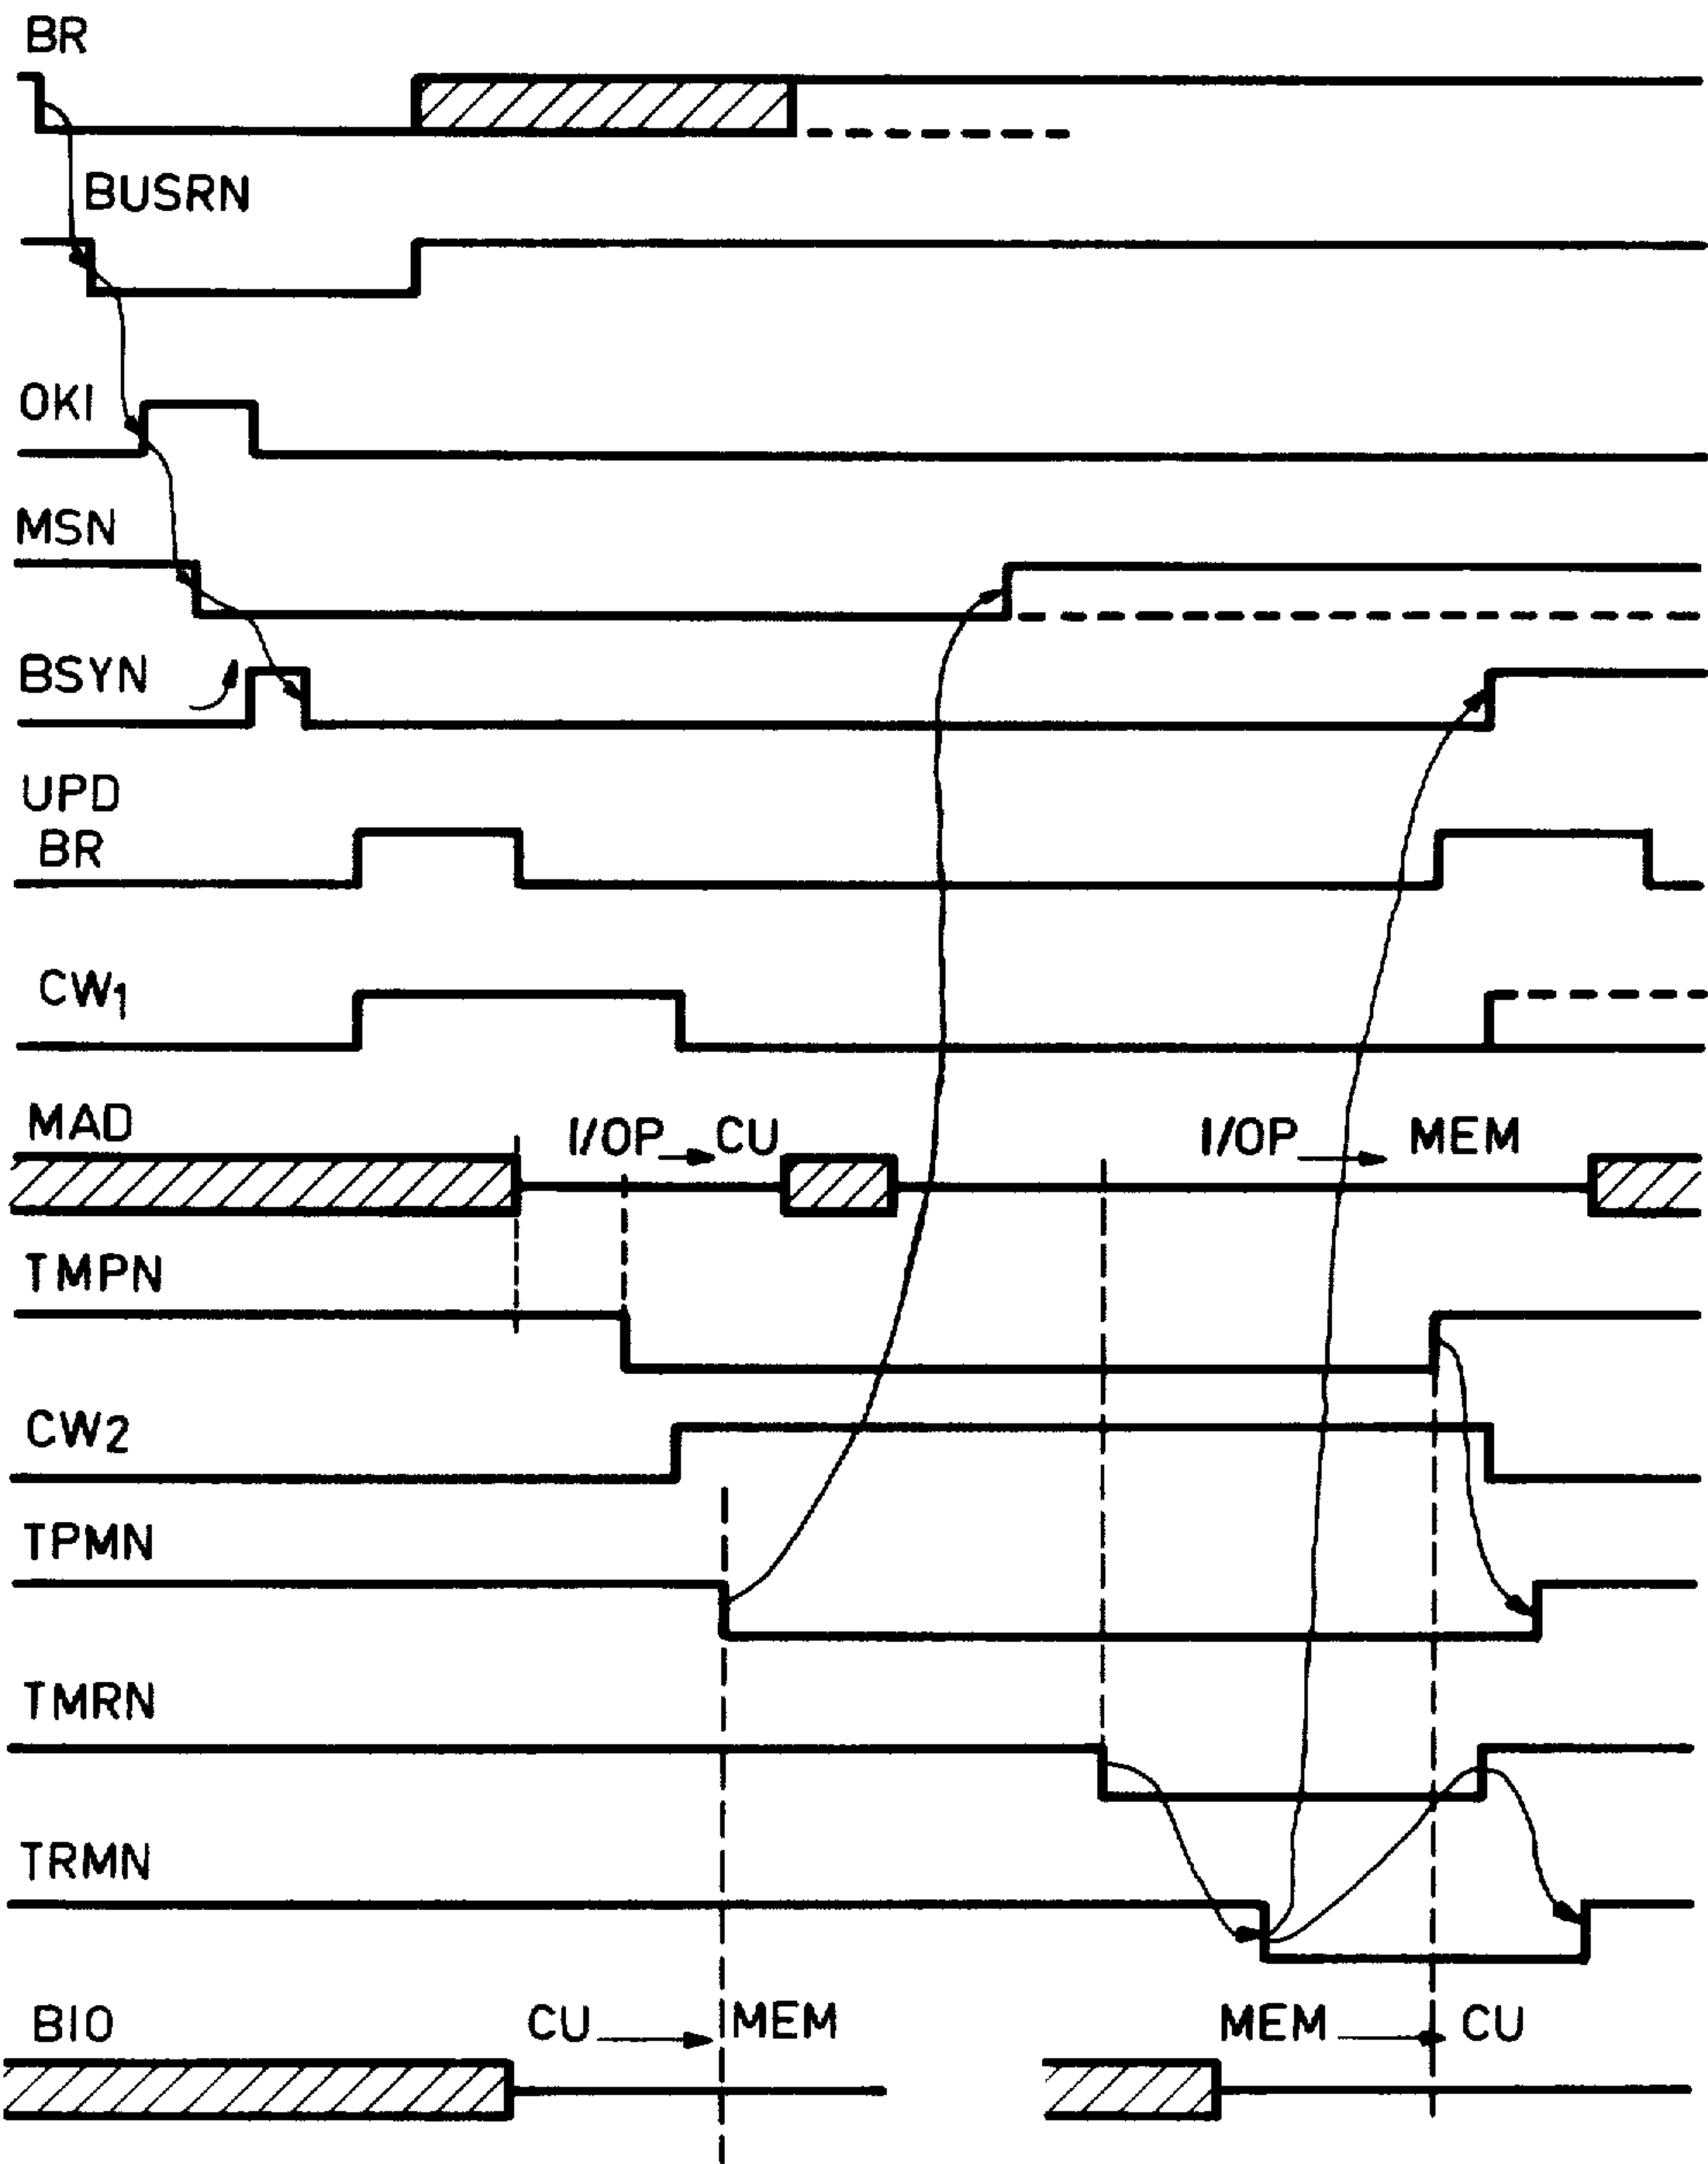 BR
BUSRN
OKI
MSN
BSYN
UPD
BR
CW1
MAD
I/OP → CU
I/OP → MEM
TMPN
CW2
TPMN
TMRN
TRMN
BIO
CU → MEM
MEM → CU